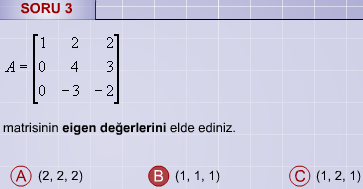 SORU 3
1 2 2
A = 0 4 3
0 -3 -2
matrisinin eigen değerlerini elde ediniz.
A (2, 2, 2) B (1, 1, 1) C (1, 2, 1)